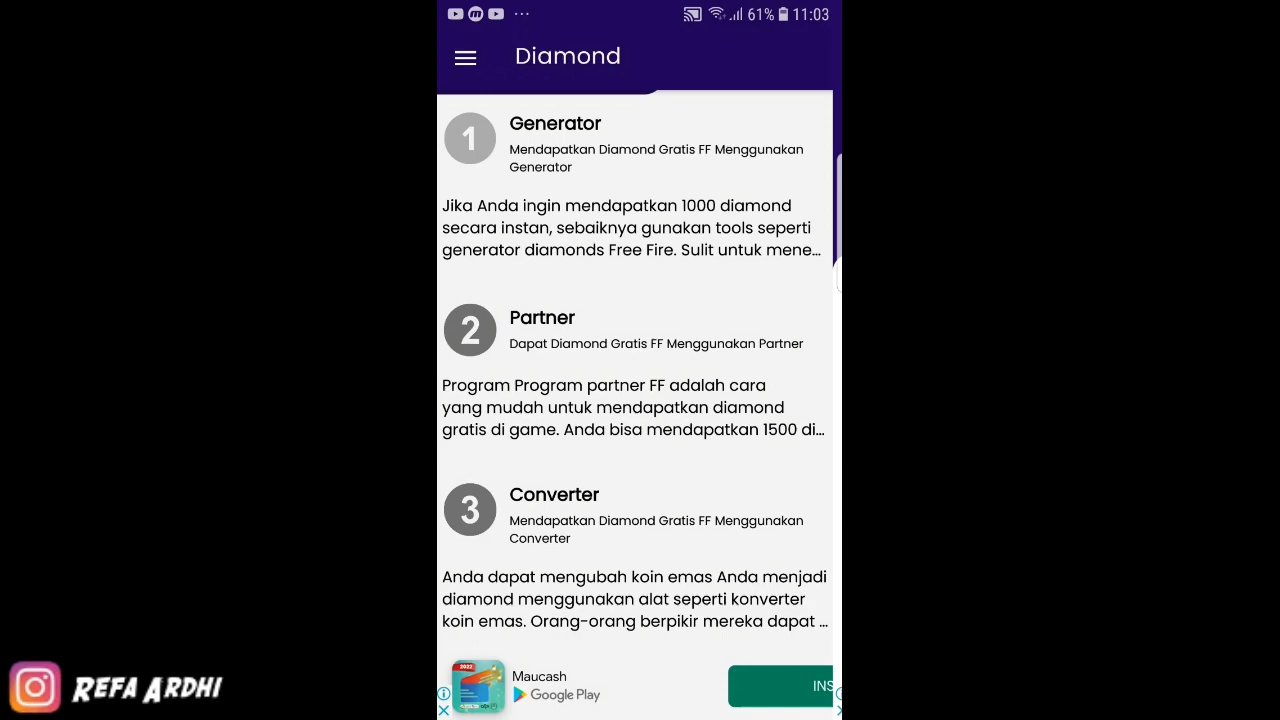 61% 11:03
Diamond
1 Generator
Mendapatkan Diamond Gratis FF Menggunakan
Generator
Jika Anda ingin mendapatkan 1000 diamond
secara instan, sebaiknya gunakan tools seperti
generator diamonds Free Fire. Sulit untuk mene...
2 Partner
Dapat Diamond Gratis FF Menggunakan Partner
Program Program partner FF adalah cara
yang mudah untuk mendapatkan diamond
gratis di game. Anda bisa mendapatkan 1500 di...
3 Converter
Mendapatkan Diamond Gratis FF Menggunakan
Converter
Anda dapat mengubah koin emas Anda menjadi
diamond menggunakan alat seperti konverter
koin emas. Orang-orang berpikir mereka dapat ...
2022
Maucash
Google Play
INS
REFA ARDHI